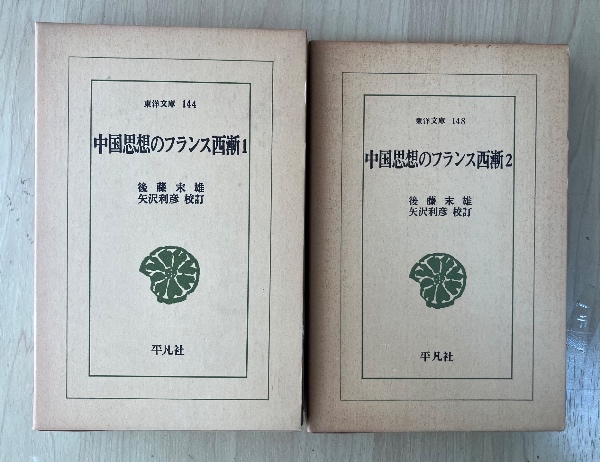 東洋文庫 144
中国思想のフランス西漸1
後藤末雄
矢沢利彦 校訂
平凡社
東洋文庫 148
中国思想のフランス西漸2
後藤末雄
矢沢利彦 校訂
平凡社